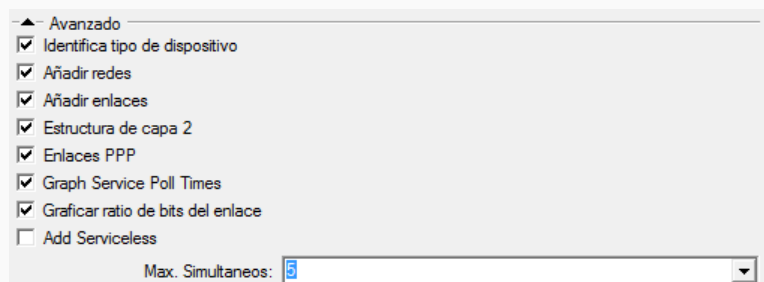 Avanzado
Identifica tipo de dispositivo
Añadir redes
Añadir enlaces
Estructura de capa 2
Enlaces PPP
Graph Service Poll Times
Graficar ratio de bits del enlace
Add Serviceless
Max. Simultaneos: 5